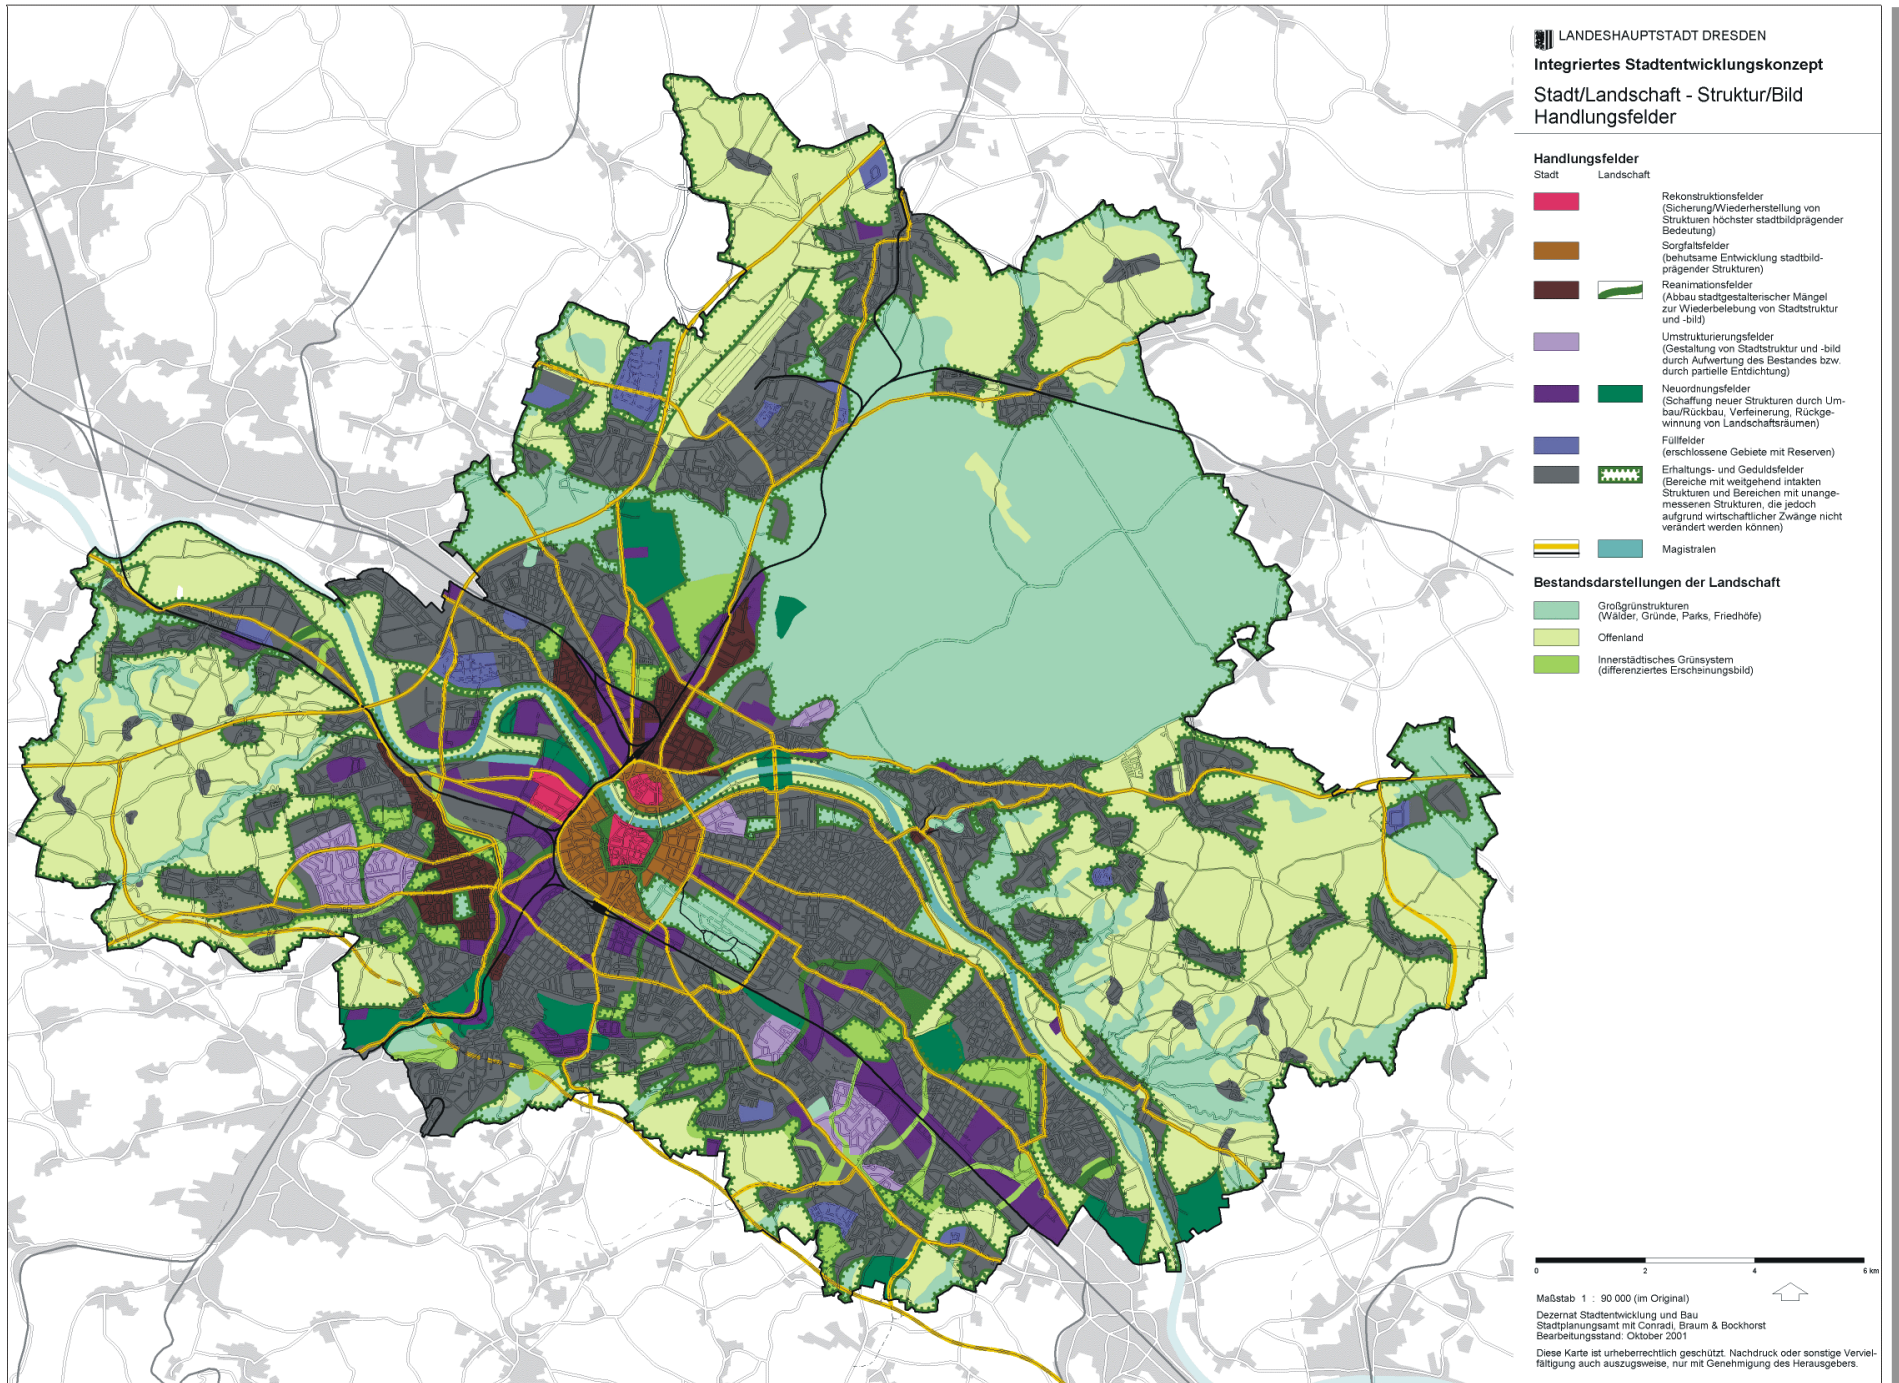 LANDESHAUPTSTADT DRESDEN
Integriertes Stadtentwicklungskonzept
Stadt/Landschaft - Struktur/Bild
Handlungsfelder
Handlungsfelder
Stadt Landschaft
Rekonstruktionsfelder
(Sicherung/Wiederherstellung von
Strukturen höchster stadtbildprägender
Bedeutung)
Sorgfaltsfelder
(behutsame Entwicklung stadtbild-
prägender Strukturen)
Reanimationsfelder
(Abbau stadtgestalterischer Mängel
zur Wiederbelebung von Stadtstruktur
und -bild)
Umstrukturierungsfelder
(Gestaltung von Stadtstruktur und -bild
durch Aufwertung des Bestandes bzw.
durch partielle Entdichtung)
Neuordnungsfelder
(Schaffung neuer Strukturen durch Um-
bau/Rückbau, Verfeinerung, Rückge-
winnung von Landschaftsräumen)
Füllfelder
(erschlossene Gebiete mit Reserven)
Erhaltungs- und Geduldsfelder
(Bereiche mit weitgehend intakten
Strukturen und Bereichen mit unange-
messenen Strukturen, die jedoch
aufgrund wirtschaftlicher Zwänge nicht
verändert werden können)
Magistralen
Bestandsdarstellungen der Landschaft
Großgrünstrukturen
(Wälder, Gründe, Parks, Friedhöfe)
Offenland
Innerstädtisches Grünsystem
(differenziertes Erscheinungsbild)
0 2 4 6 km
Maßstab 1 : 90 000 (im Original)
Dezernat Stadtentwicklung und Bau
Stadtplanungsamt mit Conradi, Braum & Bockhorst
Bearbeitungsstand: Oktober 2001
Diese Karte ist urheberrechtlich geschützt. Nachdruck oder sonstige Verviel-
fältigung auch auszugsweise, nur mit Genehmigung des Herausgebers.